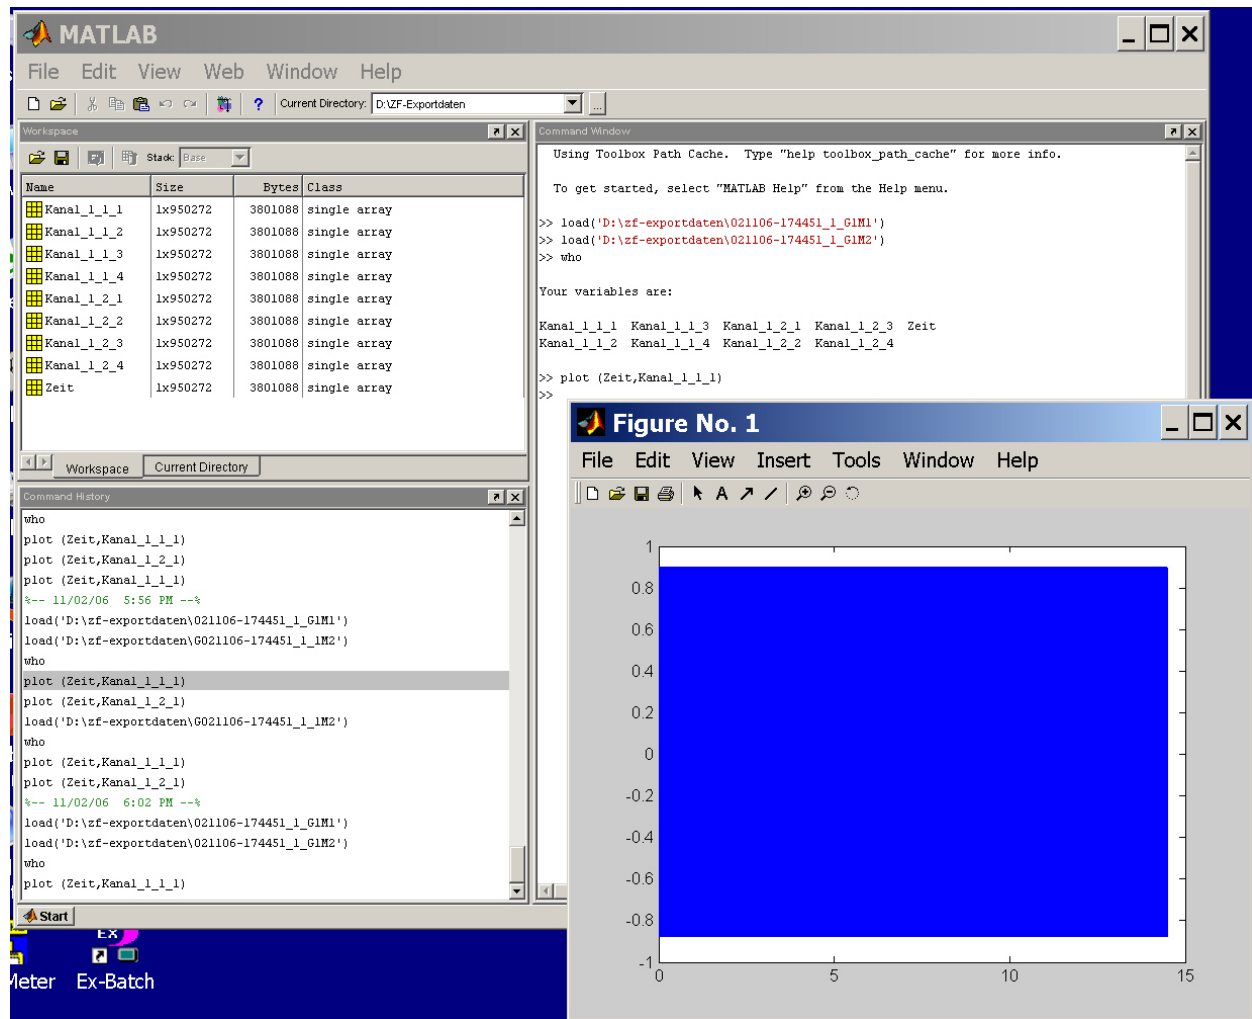 MATLAB
File Edit View Web Window Help
Current Directory: D:\ZF-Exportdaten
Workspace
Stack: Base
Name Size Bytes Class
Kanal_1_1_1 1x950272 3801088 single array
Kanal_1_1_2 1x950272 3801088 single array
Kanal_1_1_3 1x950272 3801088 single array
Kanal_1_1_4 1x950272 3801088 single array
Kanal_1_2_1 1x950272 3801088 single array
Kanal_1_2_2 1x950272 3801088 single array
Kanal_1_2_3 1x950272 3801088 single array
Kanal_1_2_4 1x950272 3801088 single array
Zeit 1x950272 3801088 single array
Workspace Current Directory
Command History
who
plot (Zeit,Kanal_1_1_1)
plot (Zeit,Kanal_1_2_1)
plot (Zeit,Kanal_1_1_1)
%-- 11/02/06 5:56 PM --%
load('D:\zf-exportdaten\021106-174451_1_G1M1')
load('D:\zf-exportdaten\G021106-174451_1_1M2')
who
plot (Zeit,Kanal_1_1_1)
plot (Zeit,Kanal_1_2_1)
load('D:\zf-exportdaten\G021106-174451_1_1M2')
who
plot (Zeit,Kanal_1_1_1)
plot (Zeit,Kanal_1_2_1)
%-- 11/02/06 6:02 PM --%
load('D:\zf-exportdaten\021106-174451_1_G1M1')
load('D:\zf-exportdaten\021106-174451_1_G1M2')
who
plot (Zeit,Kanal_1_1_1)
Start
Command Window
Using Toolbox Path Cache. Type "help toolbox_path_cache" for more info.
To get started, select "MATLAB Help" from the Help menu.
>> load('D:\zf-exportdaten\021106-174451_1_G1M1')
>> load('D:\zf-exportdaten\021106-174451_1_G1M2')
>> who
Your variables are:
Kanal_1_1_1 Kanal_1_1_3 Kanal_1_2_1 Kanal_1_2_3 Zeit
Kanal_1_1_2 Kanal_1_1_4 Kanal_1_2_2 Kanal_1_2_4
>> plot (Zeit,Kanal_1_1_1)
>>
Figure No. 1
File Edit View Insert Tools Window Help
1
0.8
0.6
0.4
0.2
0
-0.2
-0.4
-0.6
-0.8
-1
0 5 10 15
Ex-Batch